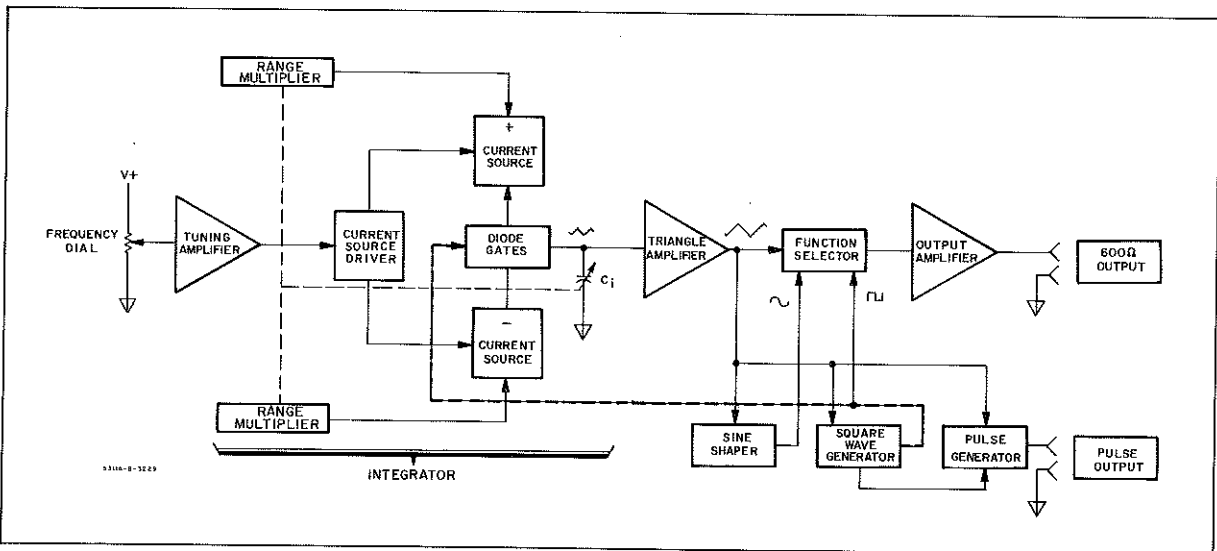 RANGE
MULTIPLIER
+
CURRENT
SOURCE
V+
FREQUENCY
DIAL
TUNING
AMPLIFIER
CURRENT
SOURCE
DRIVER
DIODE
GATES
Ci
TRIANGLE
AMPLIFIER
FUNCTION
SELECTOR
OUTPUT
AMPLIFIER
600Ω
OUTPUT
−
CURRENT
SOURCE
RANGE
MULTIPLIER
INTEGRATOR
SINE
SHAPER
SQUARE
WAVE
GENERATOR
PULSE
GENERATOR
PULSE
OUTPUT